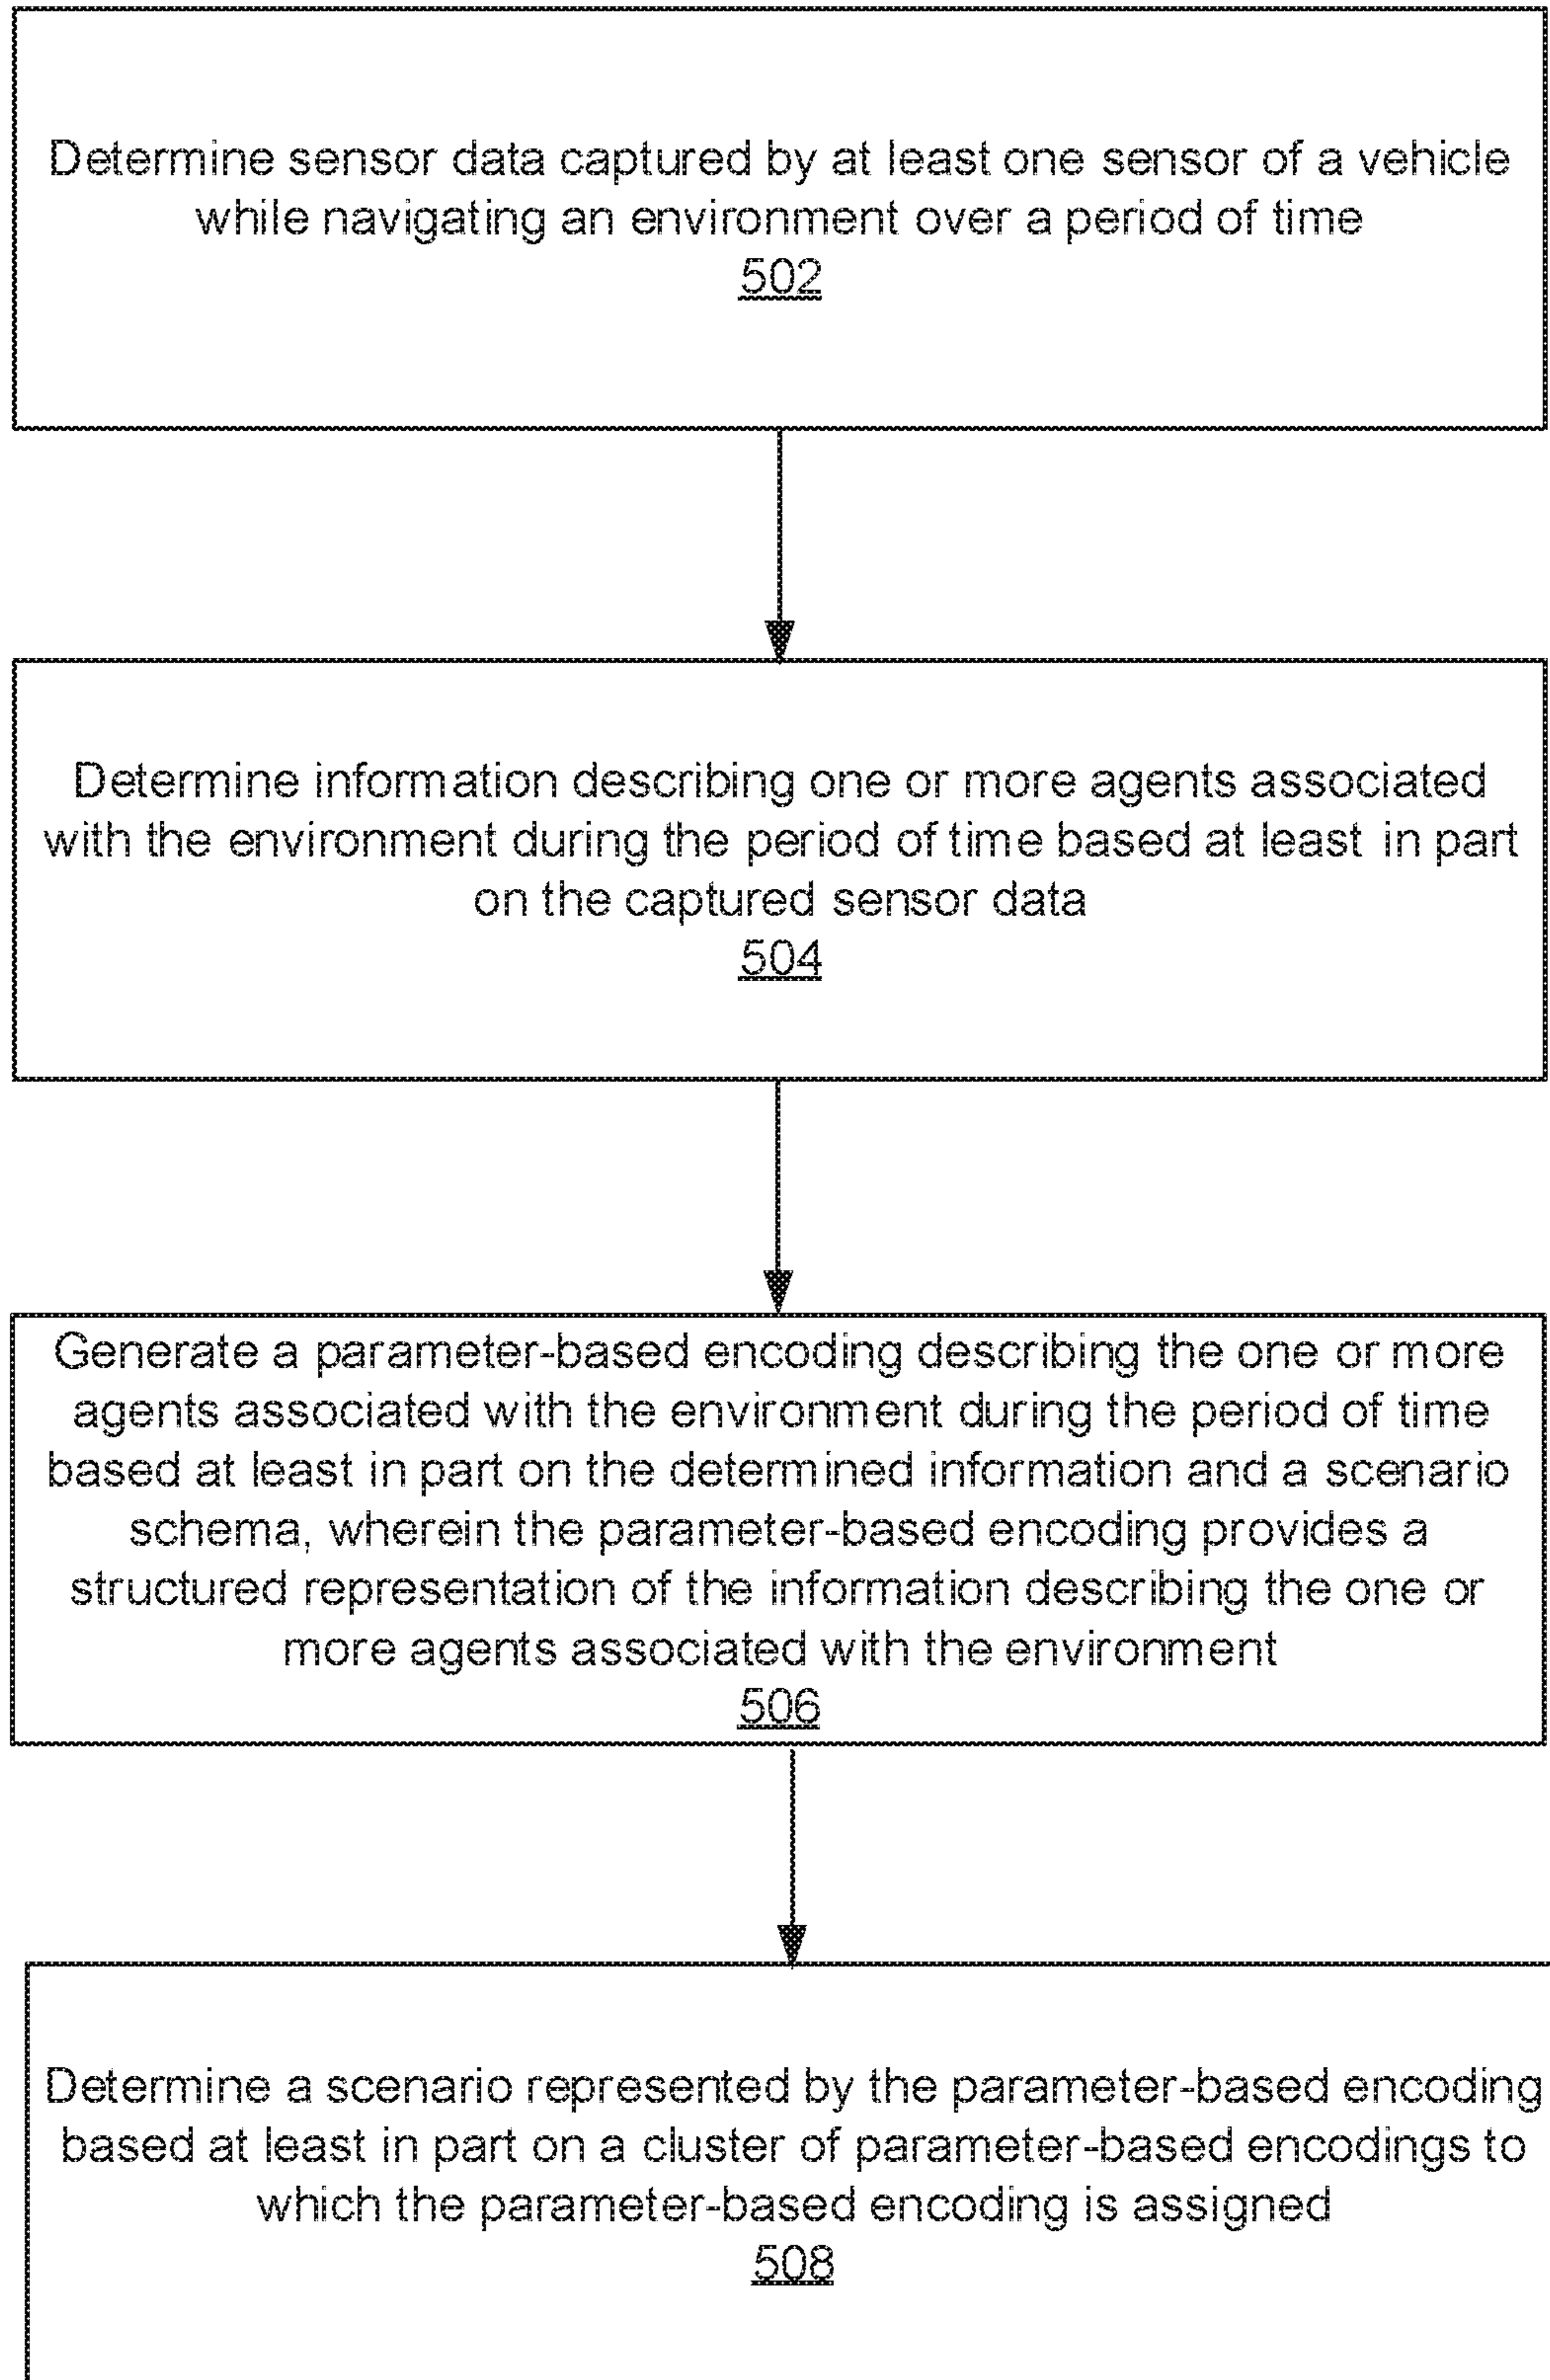 Determine sensor data captured by at least one sensor of a vehicle
while navigating an environment over a period of time
502
Determine information describing one or more agents associated
with the environment during the period of time based at least in part
on the captured sensor data
504
Generate a parameter-based encoding describing the one or more
agents associated with the environment during the period of time
based at least in part on the determined information and a scenario
schema, wherein the parameter-based encoding provides a
structured representation of the information describing the one or
more agents associated with the environment
506
Determine a scenario represented by the parameter-based encoding
based at least in part on a cluster of parameter-based encodings to
which the parameter-based encoding is assigned
508